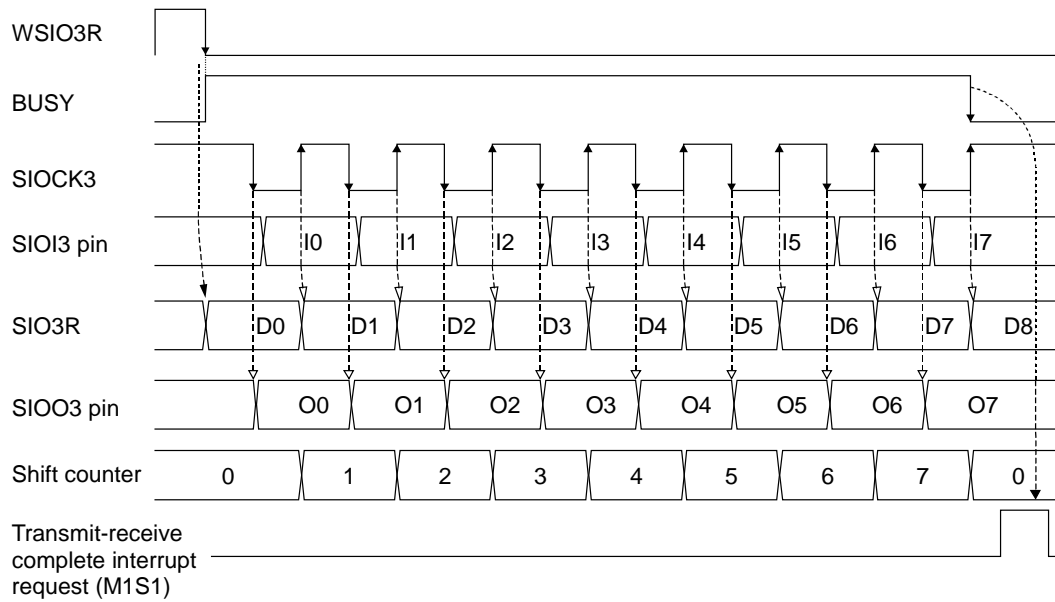 WSIO3R
BUSY
SIOCK3
SIOI3 pin I0 I1 I2 I3 I4 I5 I6 I7
SIO3R D0 D1 D2 D3 D4 D5 D6 D7 D8
SIOO3 pin O0 O1 O2 O3 O4 O5 O6 O7
Shift counter 0 1 2 3 4 5 6 7 0
Transmit-receive
complete interrupt
request (M1S1)